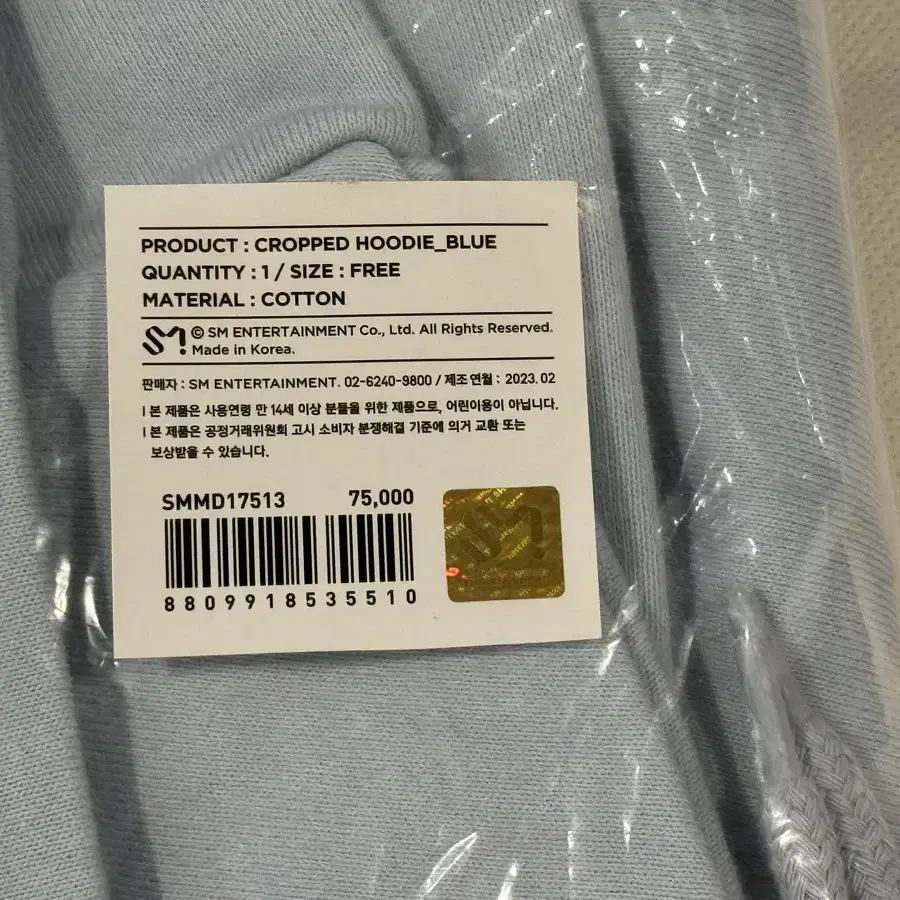 PRODUCT : CROPPED HOODIE_BLUE
QUANTITY : 1 / SIZE : FREE
MATERIAL : COTTON
SM
© SM ENTERTAINMENT Co., Ltd. All Rights Reserved.
Made in Korea.
판매자 : SM ENTERTAINMENT. 02-6240-9800 / 제조 연월 : 2023. 02
| 본 제품은 사용연령 만 14세 이상 분들을 위한 제품으로, 어린이용이 아닙니다.
| 본 제품은 공정거래위원회 고시 소비자 분쟁해결 기준에 의거 교환 또는
보상받을 수 있습니다.
SMMD17513 75,000
8809918535510